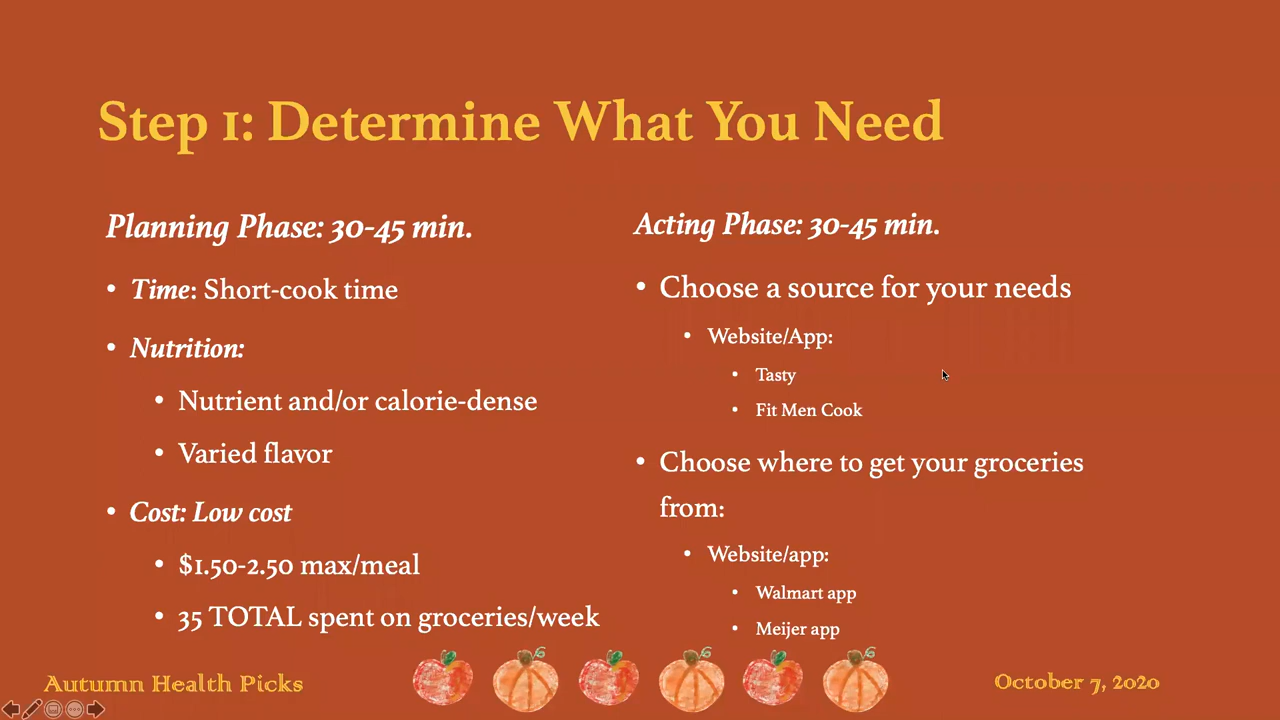 Step 1: Determine What You Need
Planning Phase: 30-45 min.
• Time: Short-cook time
• Nutrition:
• Nutrient and/or calorie-dense
• Varied flavor
• Cost: Low cost
• $1.50-2.50 max/meal
• 35 TOTAL spent on groceries/week
Acting Phase: 30-45 min.
• Choose a source for your needs
• Website/App:
• Tasty
• Fit Men Cook
• Choose where to get your groceries
from:
• Website/app:
• Walmart app
• Meijer app
Autumn Health Picks
October 7, 2020